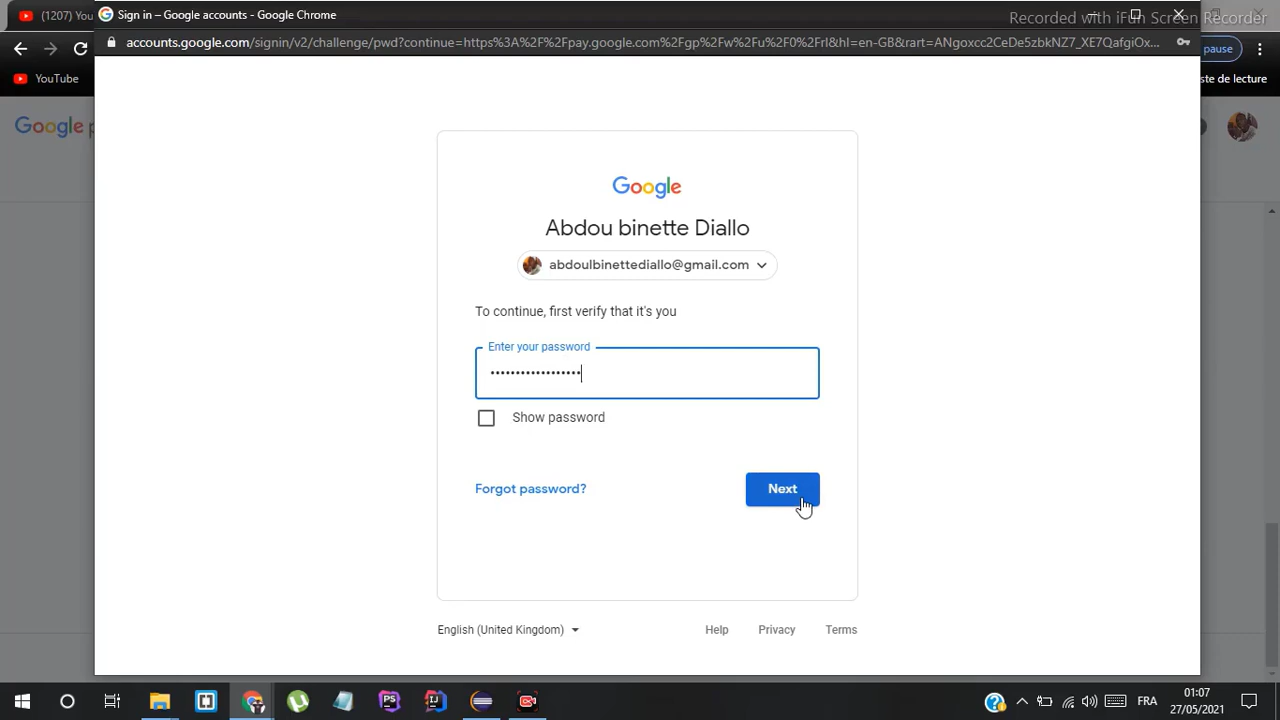 (1207) You
Sign in – Google accounts - Google Chrome
Recorded with iFun Screen Recorder
accounts.google.com/signin/v2/challenge/pwd?continue=https%3A%2F%2Fpay.google.com%2Fgp%2Fw%2Fu%2F0%2Frl&hl=en-GB&rart=ANgoxcc2CeDe5zbkNZ7_XE7QafgiOx...
pause
YouTube
ste de lecture
Google p
Google
Abdou binette Diallo
abdoulbinettediallo@gmail.com
To continue, first verify that it's you
Enter your password
••••••••••••••••••
Show password
Forgot password?
Next
English (United Kingdom)
Help
Privacy
Terms
PS
IJ
FRA
01:07
27/05/2021